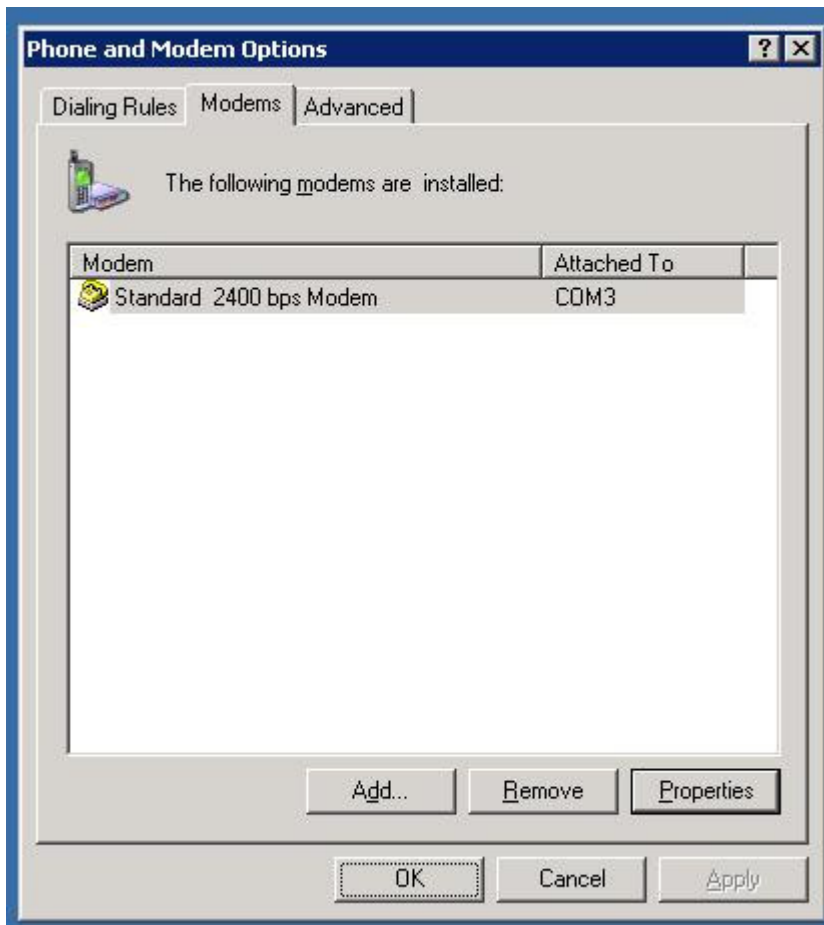 Phone and Modem Options
Dialing Rules Modems Advanced
The following modems are installed:
Modem Attached To
Standard 2400 bps Modem COM3
Add... Remove Properties
OK Cancel Apply